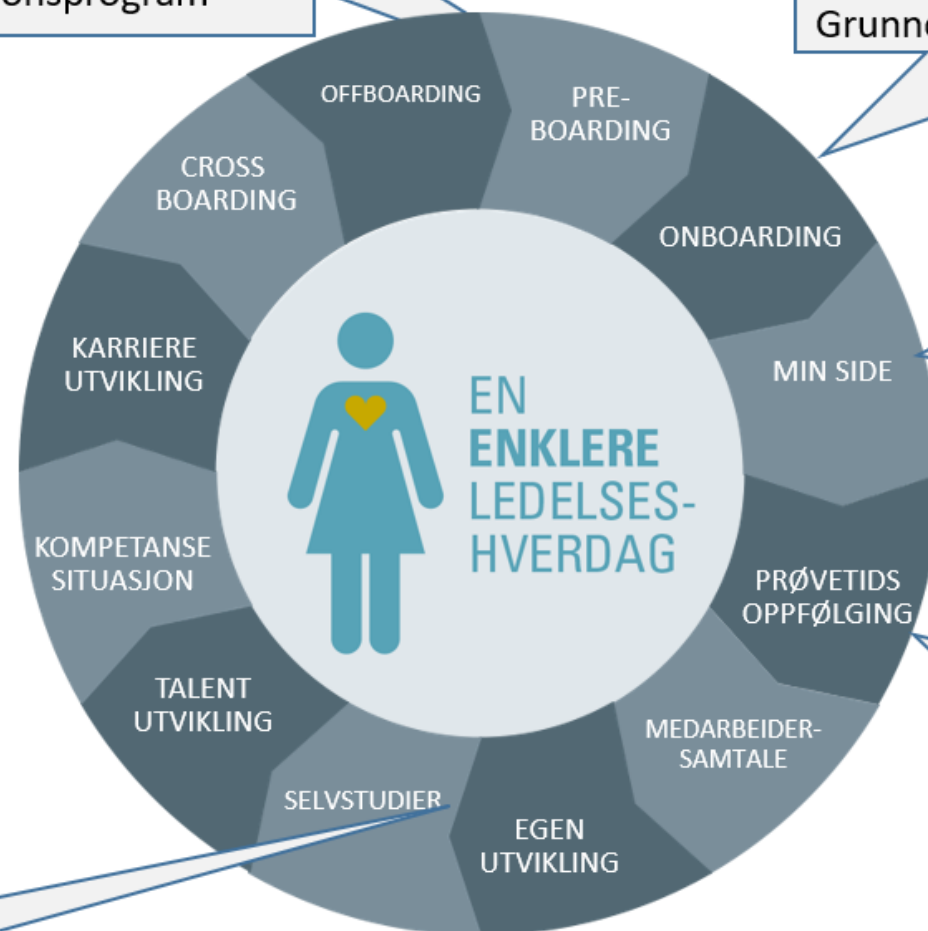 OFFBOARDING
PRE-
BOARDING
ONBOARDING
MIN SIDE
PRØVETIDS
OPPFØLGING
MEDARBEIDER-
SAMTALE
EGEN
UTVIKLING
SELVSTUDIER
TALENT
UTVIKLING
KOMPETANSE
SITUASJON
KARRIERE
UTVIKLING
CROSS
BOARDING
EN
ENKLERE
LEDELSES-
HVERDAG